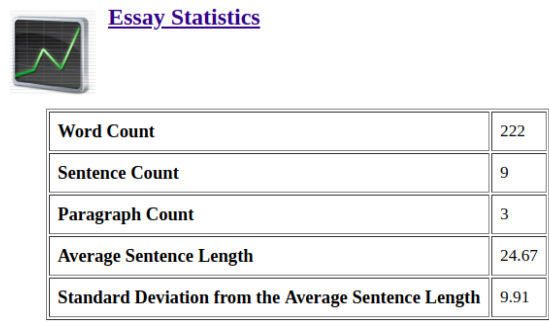 Essay Statistics
Word Count 222
Sentence Count 9
Paragraph Count 3
Average Sentence Length 24.67
Standard Deviation from the Average Sentence Length 9.91